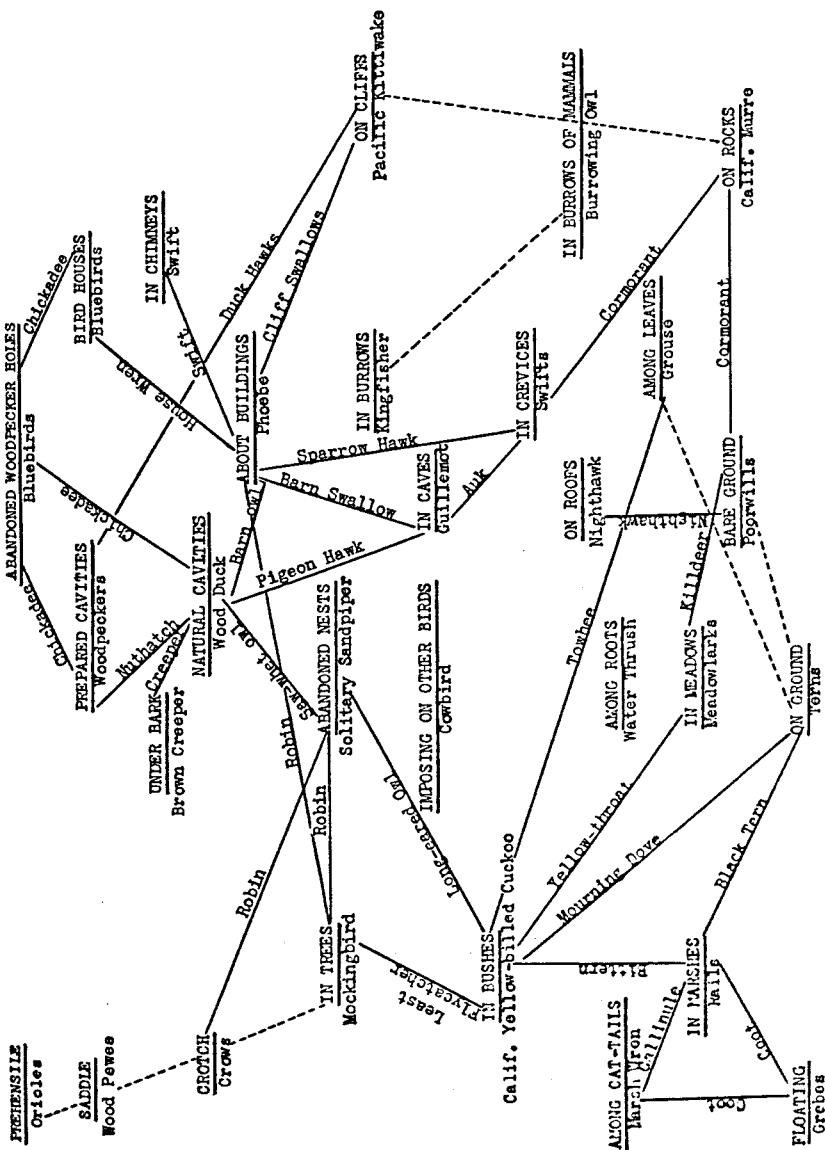 PREHENSILE
Orioles
SADDLE
Wood Pewee
CROTCH
Crows
IN TREES
Mockingbird
Robin
Robin
Robin
ABANDONED WOODPECKER HOLES
Bluebirds
Chickadee
Chickadee
Chickadee
PREPARED CAVITIES
Woodpeckers
Nuthatch
UNDER BARK
Brown Creeper
Creeper
NATURAL CAVITIES
Wood Duck
Saw-whet owl
Barn owl
BIRD HOUSES
Bluebirds
House Wren
IN CHIMNEYS
Swift
Swift
Duck Hawks
ABOUT BUILDINGS
Phoebe
Cliff Swallows
ON CLIFFS
Pacific Kittiwake
ABANDONED NESTS
Solitary Sandpiper
Pigeon Hawk
Barn Swallow
Sparrow Hawk
IN CAVES
Guillemot
Auk
IN BURROWS
Kingfisher
IN CREVICES
Swifts
IN BURROWS OF MAMMALS
Burrowing Owl
Cormorant
IMPOSING ON OTHER BIRDS
Cowbird
Long-eared Owl
Least
Flycatcher
IN BUSHES
Calif. Yellow-billed Cuckoo
Towhee
Yellow-throat
Mourning Dove
Bittern
AMONG ROOTS
Water Thrush
ON ROOFS
Nighthawk
Nighthawk
AMONG LEAVES
Grouse
IN MEADOWS
Meadowlarks
Killdeer
BARE GROUND
Poorwills
Cormorant
ON ROCKS
Calif. Murre
AMONG CAT-TAILS
Marsh Wren
Gallinule
IN MARSHES
Rails
Black Tern
ON GROUND
Terns
Coot
Coot
FLOATING
Grebes